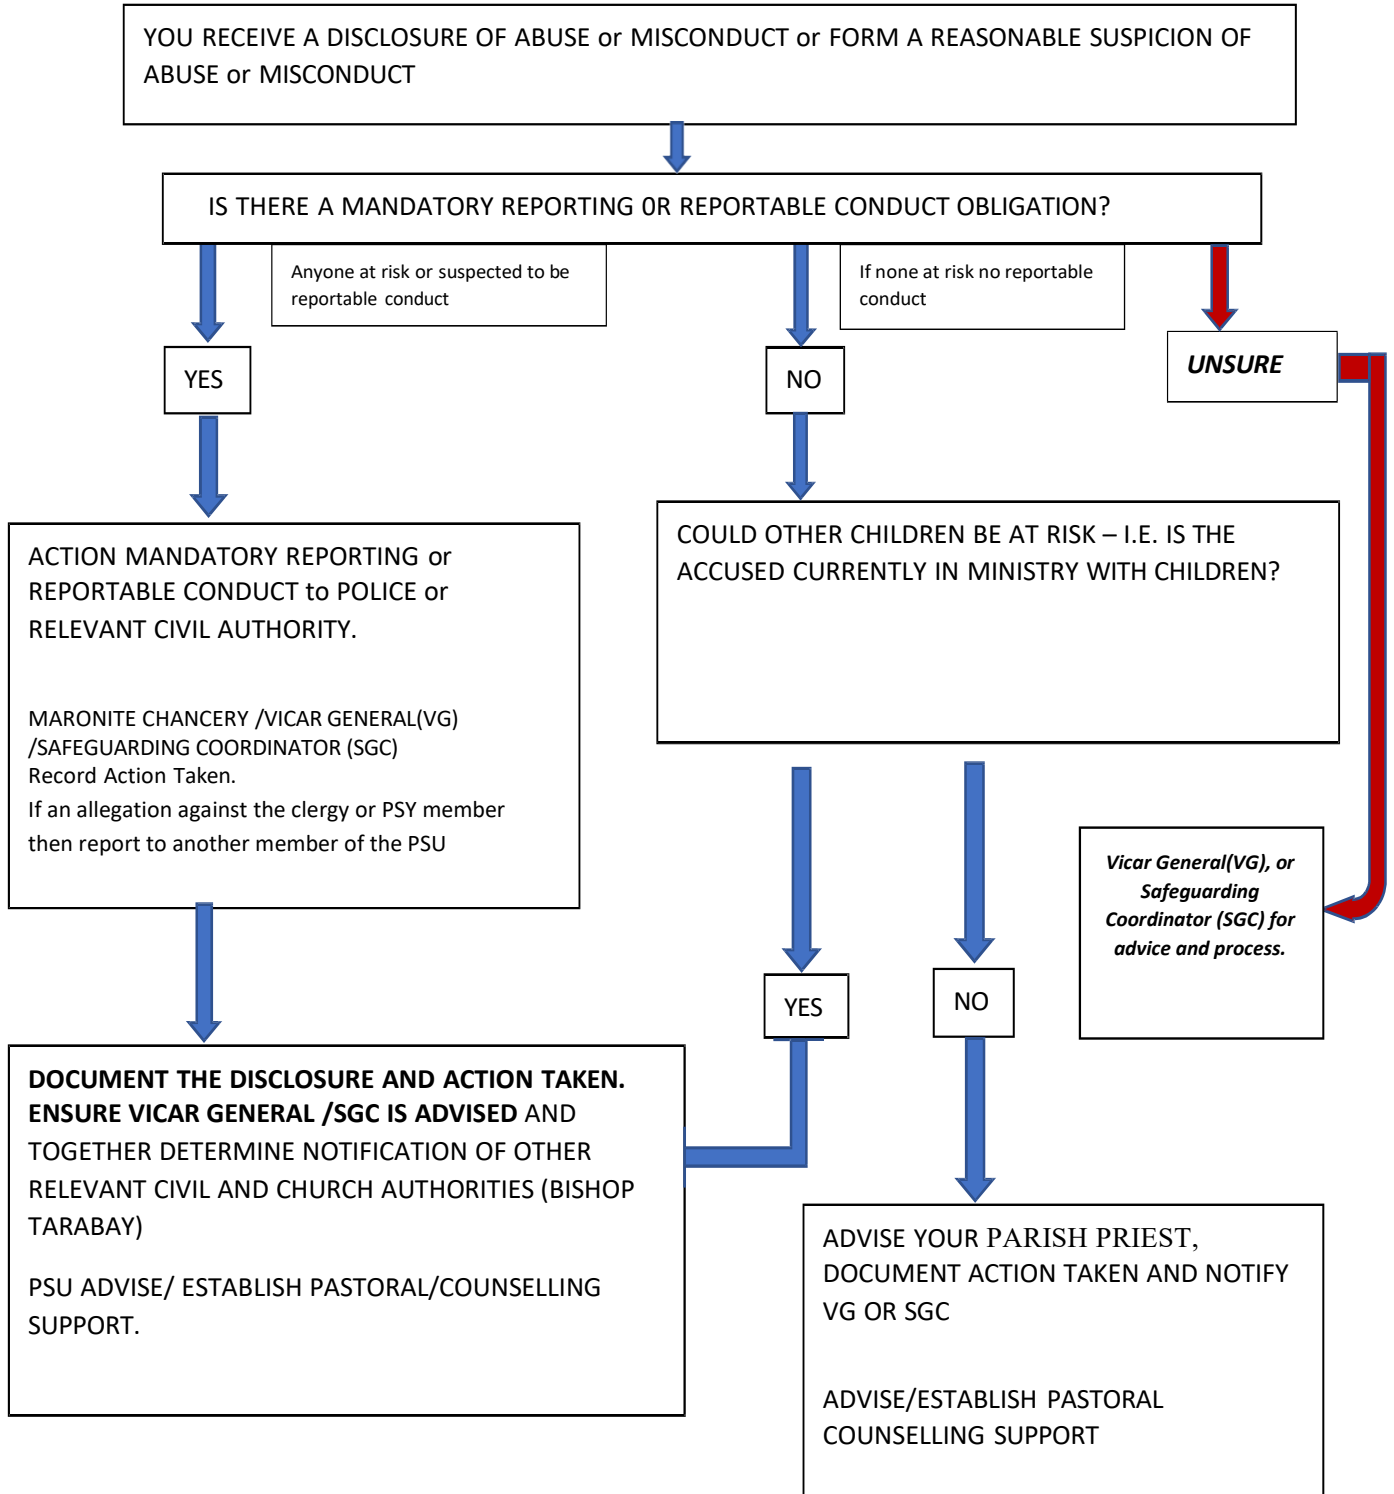 YOU RECEIVE A DISCLOSURE OF ABUSE or MISCONDUCT or FORM A REASONABLE SUSPICION OF
ABUSE or MISCONDUCT
IS THERE A MANDATORY REPORTING 0R REPORTABLE CONDUCT OBLIGATION?
Anyone at risk or suspected to be
reportable conduct
If none at risk no reportable
conduct
YES
NO
UNSURE
ACTION MANDATORY REPORTING or
REPORTABLE CONDUCT to POLICE or
RELEVANT CIVIL AUTHORITY.
MARONITE CHANCERY /VICAR GENERAL(VG)
/SAFEGUARDING COORDINATOR (SGC)
Record Action Taken.
If an allegation against the clergy or PSY member
then report to another member of the PSU
COULD OTHER CHILDREN BE AT RISK – I.E. IS THE
ACCUSED CURRENTLY IN MINISTRY WITH CHILDREN?
Vicar General(VG), or
Safeguarding
Coordinator (SGC) for
advice and process.
YES
NO
DOCUMENT THE DISCLOSURE AND ACTION TAKEN.
ENSURE VICAR GENERAL /SGC IS ADVISED AND
TOGETHER DETERMINE NOTIFICATION OF OTHER
RELEVANT CIVIL AND CHURCH AUTHORITIES (BISHOP
TARABAY)
PSU ADVISE/ ESTABLISH PASTORAL/COUNSELLING
SUPPORT.
ADVISE YOUR PARISH PRIEST,
DOCUMENT ACTION TAKEN AND NOTIFY
VG OR SGC
ADVISE/ESTABLISH PASTORAL
COUNSELLING SUPPORT